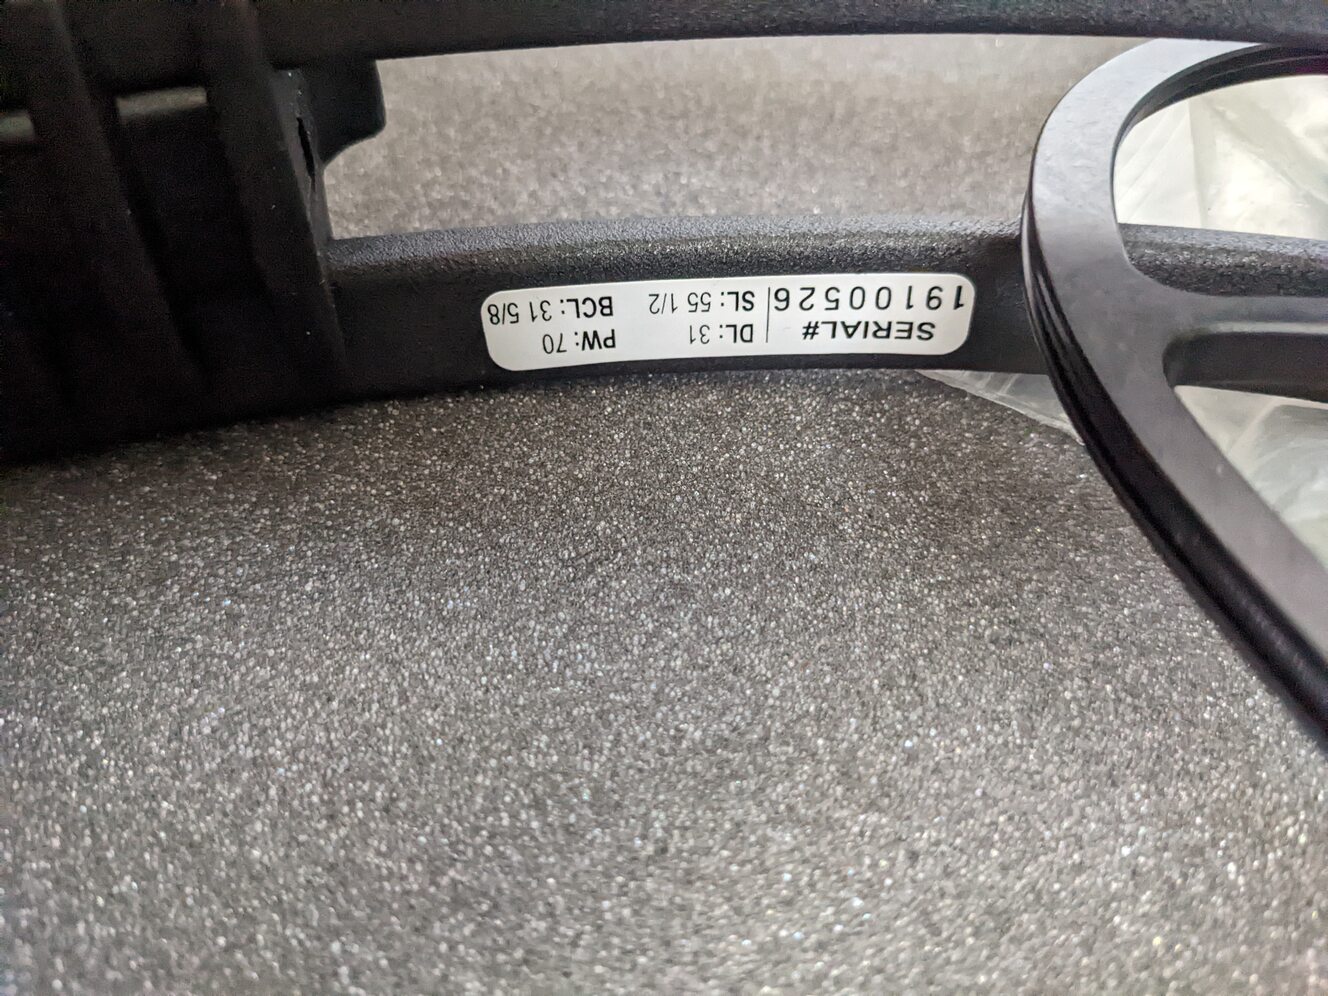 SERIAL# | DL: 31 PW: 70
19100526 | SL: 55 1/2 BCL: 31 5/8